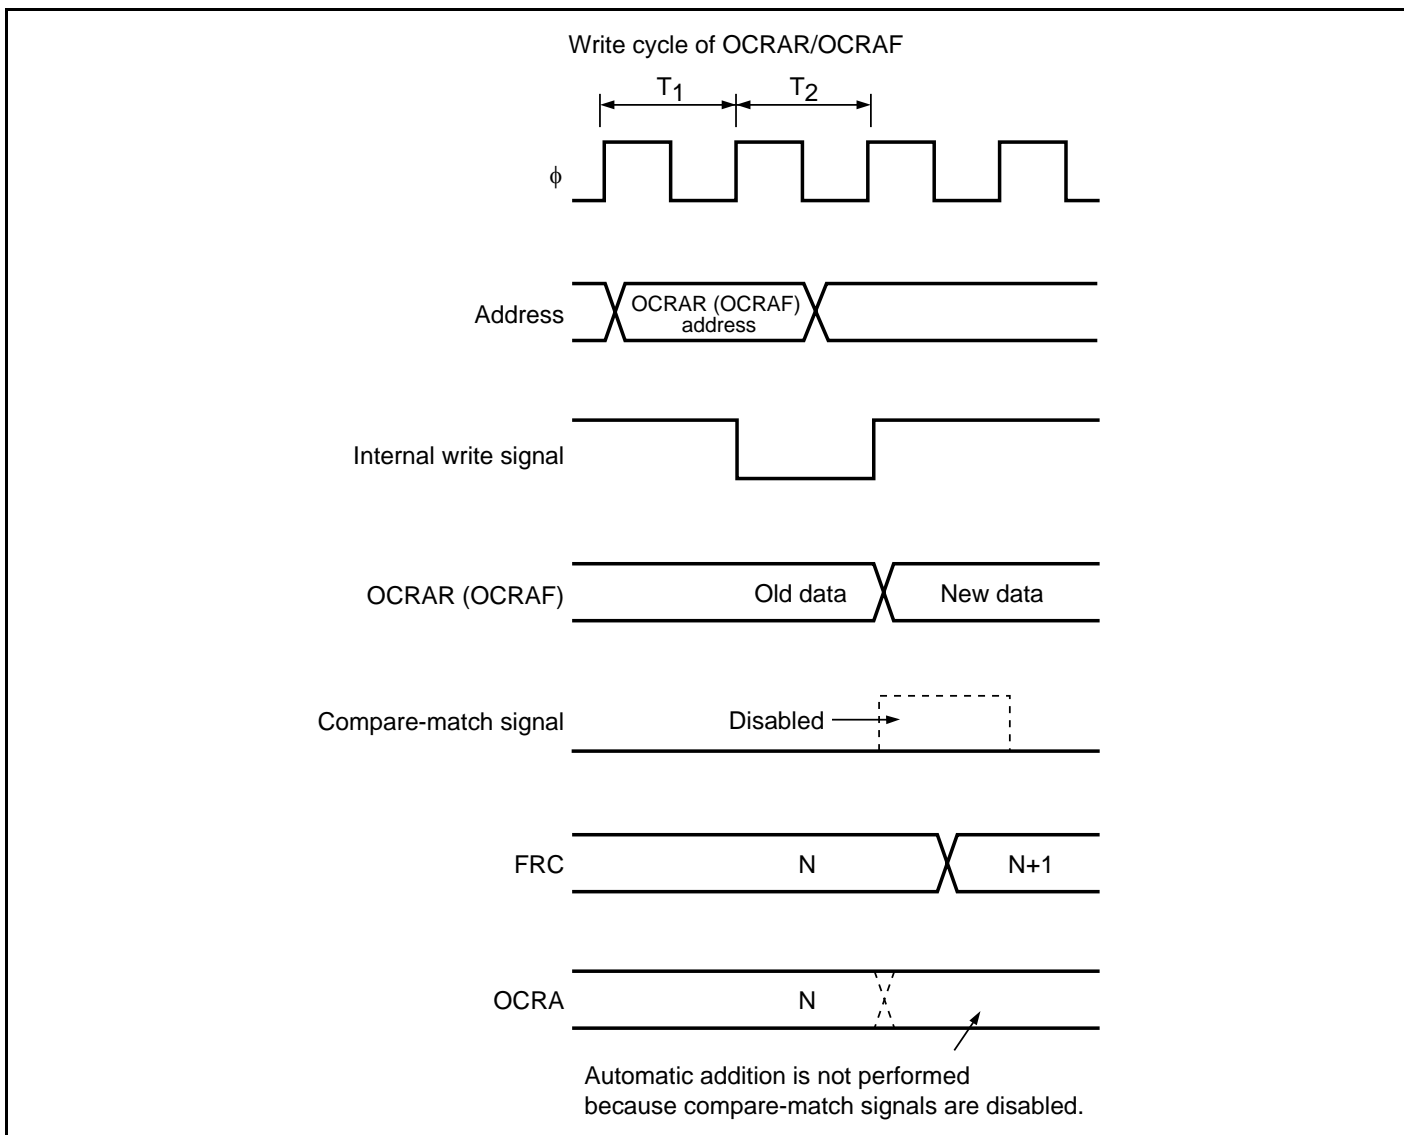 Write cycle of OCRAR/OCRAF
T1 T2
ϕ
Address OCRAR (OCRAF)
address
Internal write signal
OCRAR (OCRAF) Old data New data
Compare-match signal Disabled
FRC N N+1
OCRA N
Automatic addition is not performed
because compare-match signals are disabled.